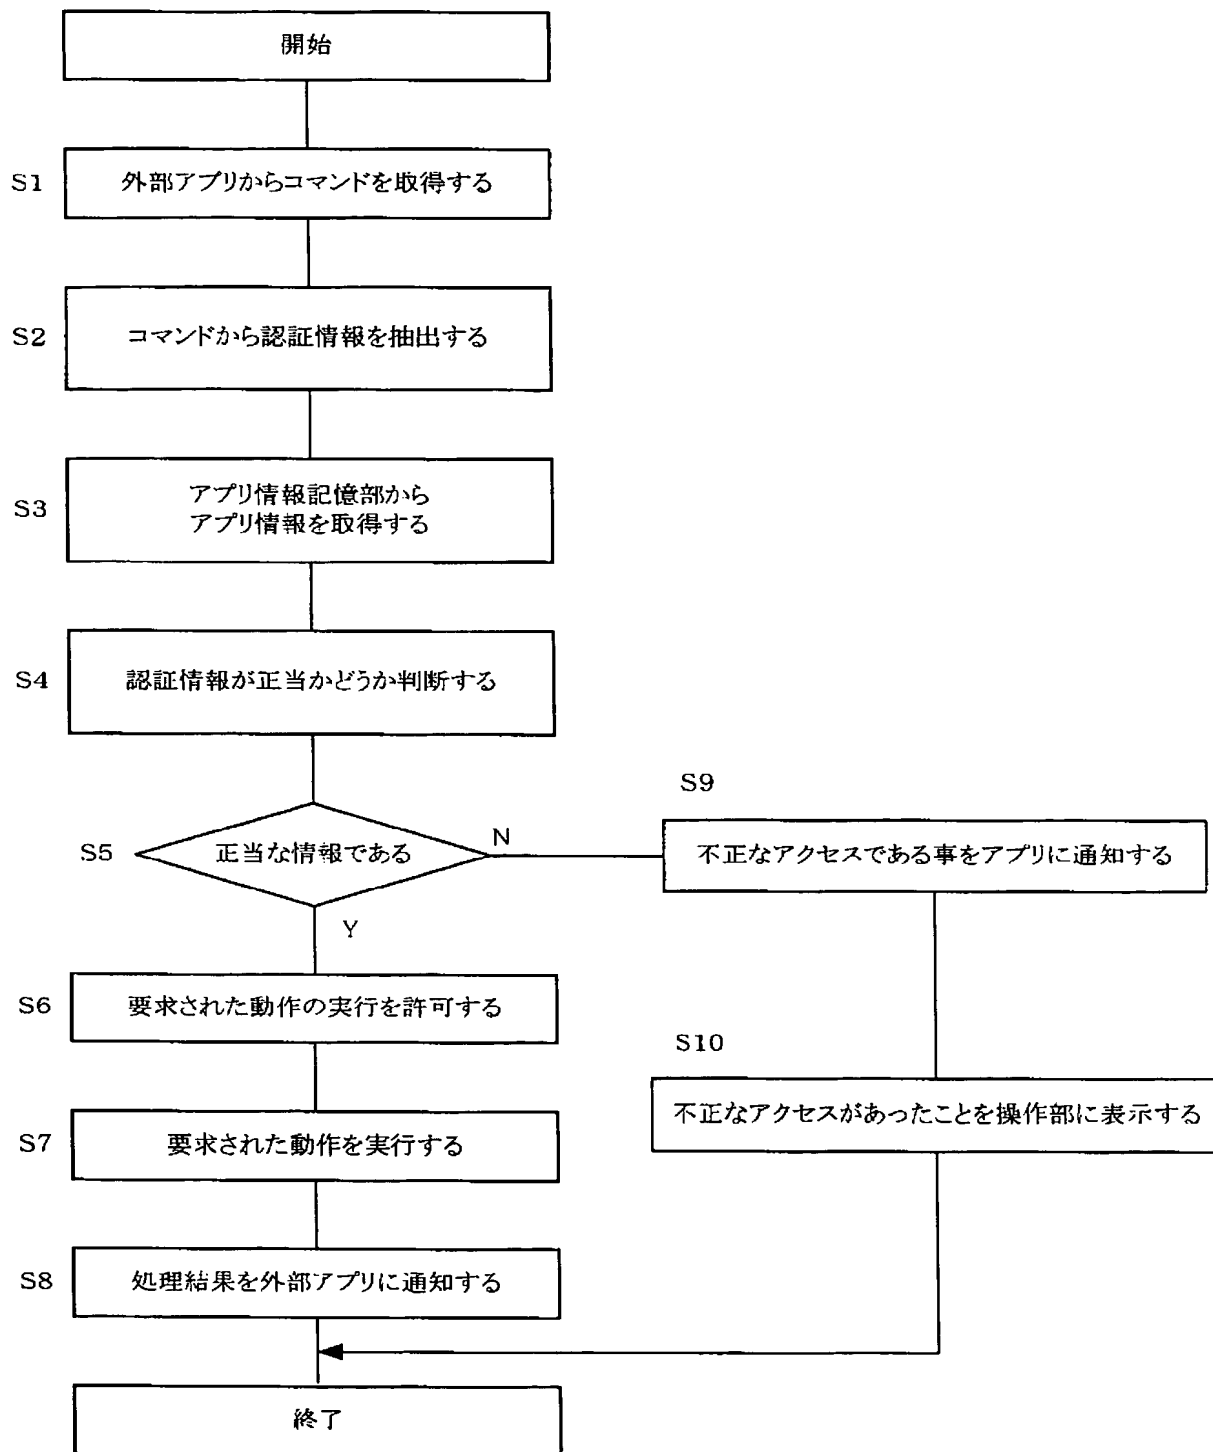 開始
S1
外部アプリからコマンドを取得する
S2
コマンドから認証情報を抽出する
S3
アプリ情報記憶部から
アプリ情報を取得する
S4
認証情報が正当かどうか判断する
S5
正当な情報である
N
Y
S9
不正なアクセスである事をアプリに通知する
S6
要求された動作の実行を許可する
S10
不正なアクセスがあったことを操作部に表示する
S7
要求された動作を実行する
S8
処理結果を外部アプリに通知する
終了